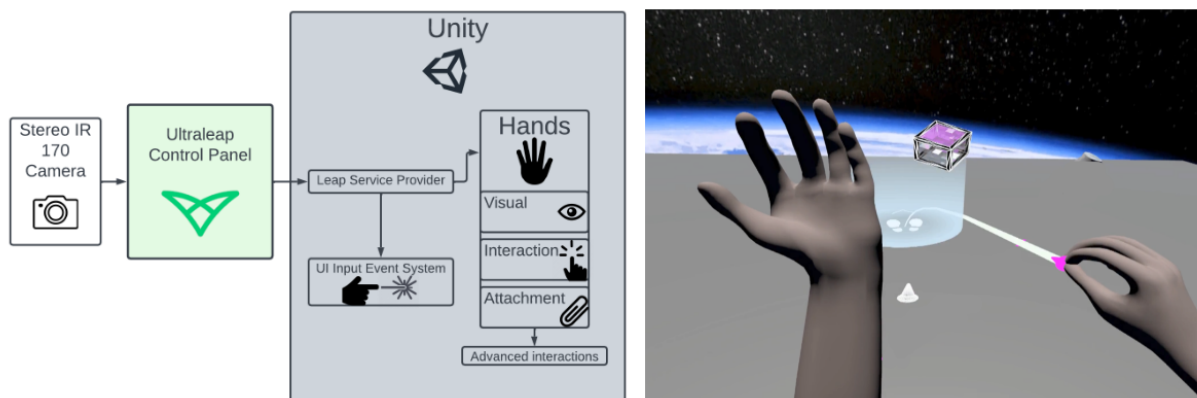 Stereo IR
170
Camera
Ultraleap
Control Panel
Unity
Leap Service Provider
UI Input Event System
Hands
Visual
Interaction
Attachment
Advanced interactions